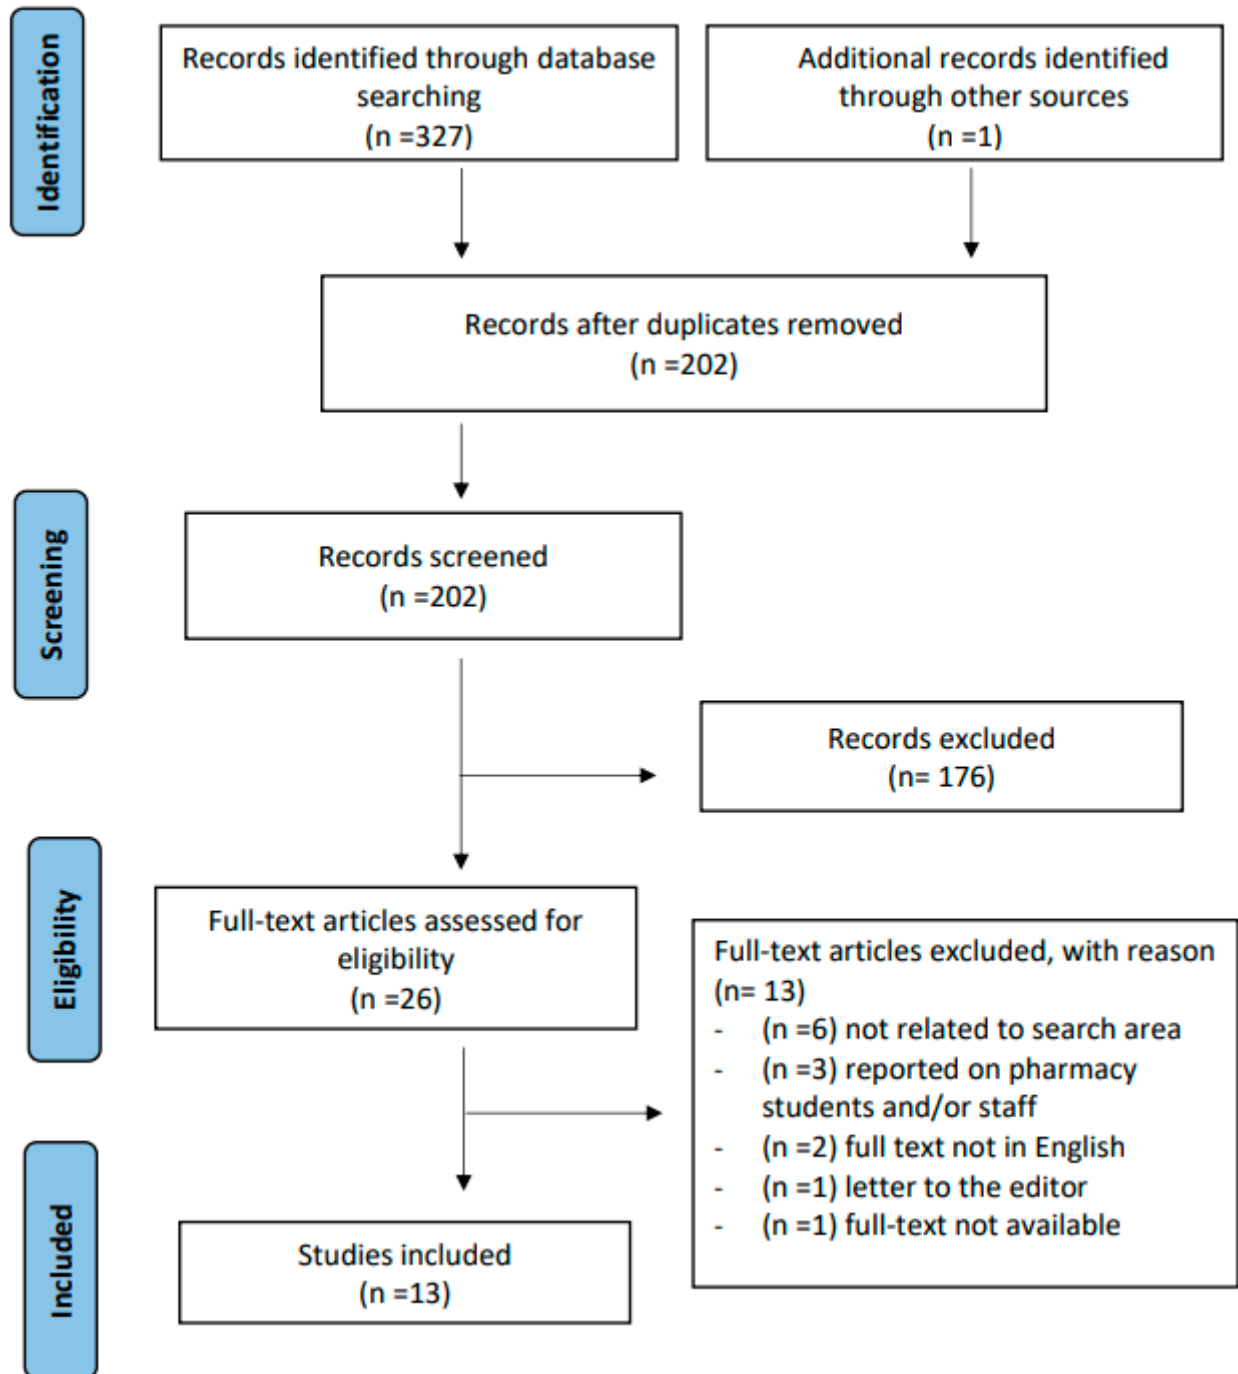 Identification
Records identified through database
searching
(n =327)
Additional records identified
through other sources
(n =1)
Records after duplicates removed
(n =202)
Screening
Records screened
(n =202)
Records excluded
(n= 176)
Eligibility
Full-text articles assessed for
eligibility
(n =26)
Full-text articles excluded, with reason
(n= 13)
- (n =6) not related to search area
- (n =3) reported on pharmacy
students and/or staff
- (n =2) full text not in English
- (n =1) letter to the editor
- (n =1) full-text not available
Included
Studies included
(n =13)